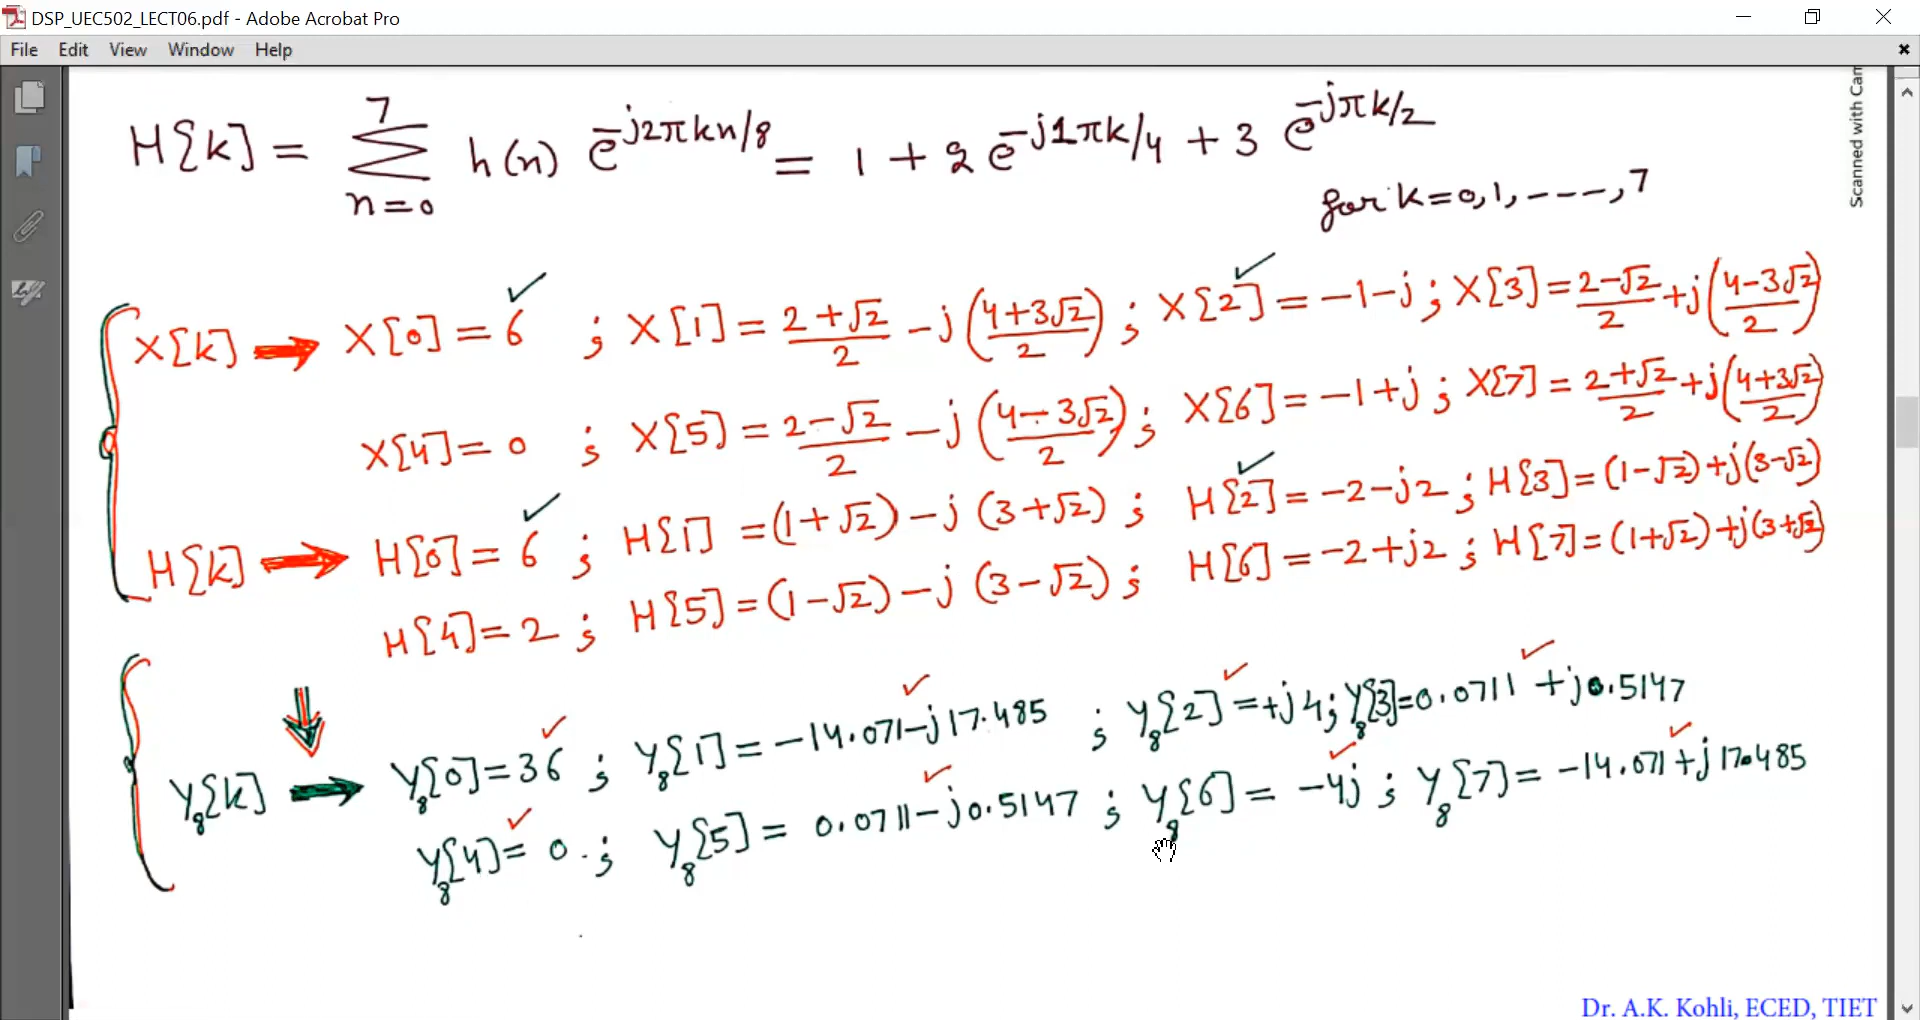 DSP_UEC502_LECT06.pdf - Adobe Acrobat Pro
File Edit View Window Help
H[k] = Σ_{n=0}^{7} h(n) e^{-j2πkn/8} = 1 + 2 e^{-j1πk/4} + 3 e^{-jπk/2}
for k=0,1,----,7
Scanned with Cam
X[k] → X[0] = 6 ; X[1] = (2+√2)/2 - j((4+3√2)/2) ; X[2] = -1-j ; X[3] = (2-√2)/2 + j((4-3√2)/2)
X[4] = 0 ; X[5] = (2-√2)/2 - j((4-3√2)/2) ; X[6] = -1+j ; X[7] = (2+√2)/2 + j((4+3√2)/2)
H[k] → H[0] = 6 ; H[1] = (1+√2) - j(3+√2) ; H[2] = -2-j2 ; H[3] = (1-√2)+j(3-√2)
H[4] = 2 ; H[5] = (1-√2) - j(3-√2) ; H[6] = -2+j2 ; H[7] = (1+√2)+j(3+√2)
Y₈[k] → Y₈[0] = 36 ; Y₈[1] = -14.071-j17.485 ; Y₈[2] = +j4 ; Y₈[3] = 0.0711+j0.5147
Y₈[4] = 0 ; Y₈[5] = 0.0711-j0.5147 ; Y₈[6] = -4j ; Y₈[7] = -14.071+j17.485
Dr. A.K. Kohli, ECED, TIET